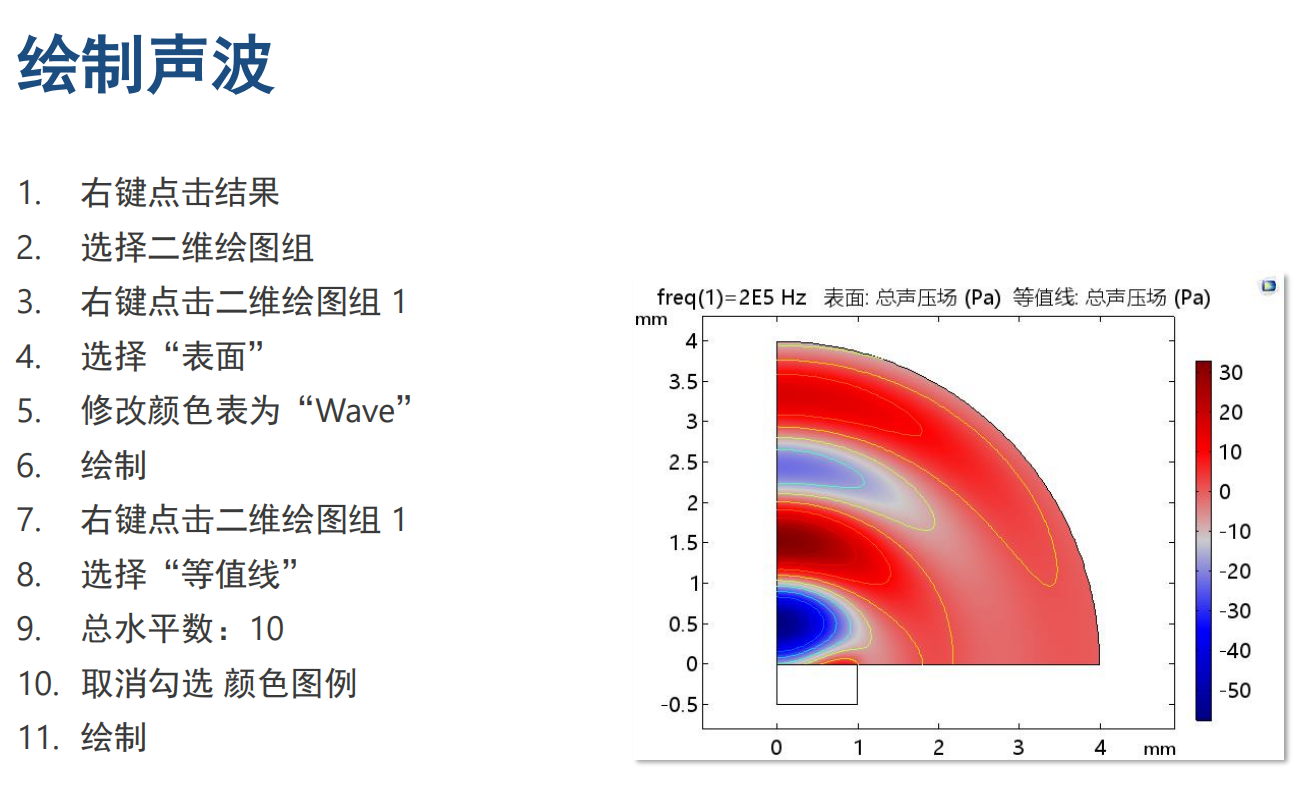 绘制声波
1. 右键点击结果
2. 选择二维绘图组
3. 右键点击二维绘图组 1
4. 选择“表面”
5. 修改颜色表为“Wave”
6. 绘制
7. 右键点击二维绘图组 1
8. 选择“等值线”
9. 总水平数：10
10. 取消勾选 颜色图例
11. 绘制
freq(1)=2E5 Hz 表面: 总声压场 (Pa) 等值线: 总声压场 (Pa)
mm
4
3.5
3
2.5
2
1.5
1
0.5
0
-0.5
0 1 2 3 4 mm
30
20
10
0
-10
-20
-30
-40
-50